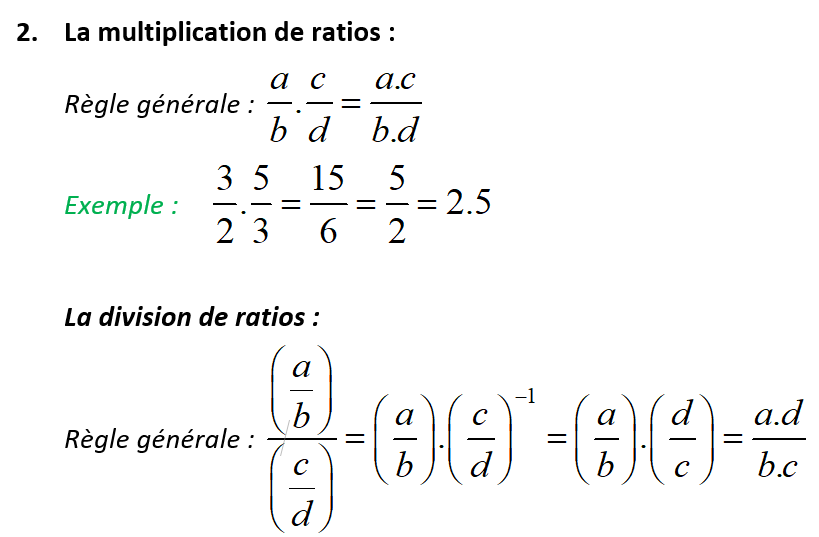 2. La multiplication de ratios :
Règle générale : \frac{a}{b}.\frac{c}{d} = \frac{a.c}{b.d}
Exemple : \frac{3}{2}.\frac{5}{3} = \frac{15}{6} = \frac{5}{2} = 2.5
La division de ratios :
Règle générale : \frac{\left(\frac{a}{b}\right)}{\left(\frac{c}{d}\right)} = \left(\frac{a}{b}\right).\left(\frac{c}{d}\right)^{-1} = \left(\frac{a}{b}\right).\left(\frac{d}{c}\right) = \frac{a.d}{b.c}